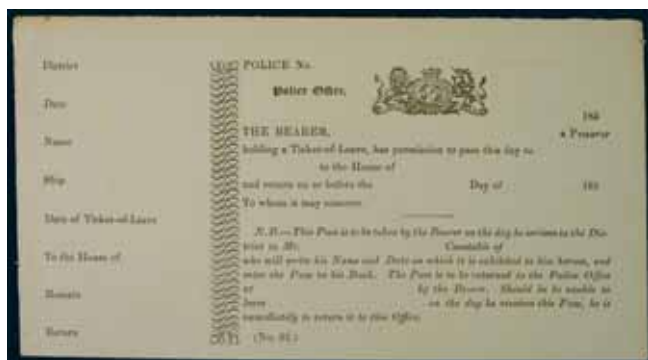 District
Date
Name
Ship
Date of Ticket-of-Leave
To the House of
Remain
Return
POLICE No.
Police Office,
185
THE BEARER, a Prisoner
holding a Ticket-of-Leave, has permission to pass this day to
to the House of
and return on or before the Day of 185
To whom it may concern
N.B.—This Pass is to be taken by the Bearer on the day he arrives in the Dis-
trict to Mr. Constable of
who will write his Name and Date on which it is exhibited to him hereon, and
enter the Pass in his Book. The Pass is to be returned to the Police Office
at by the Bearer. Should he be unable to
leave on the day he receives this Pass, he is
immediately to return it to this Office.